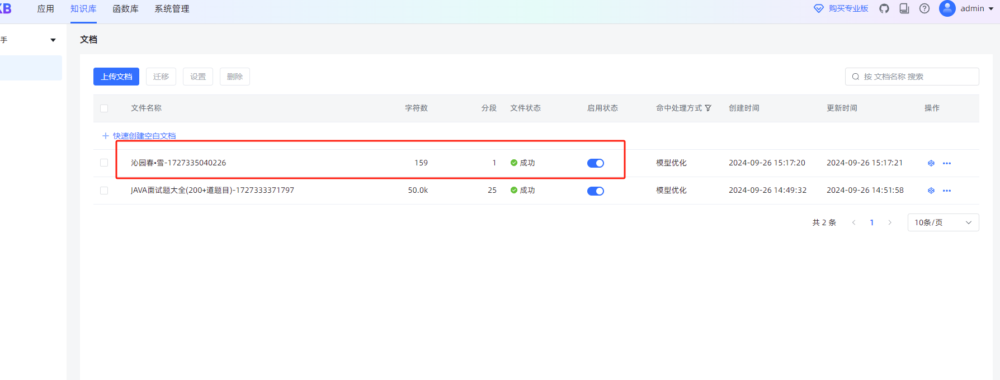 KB 应用 知识库 函数库 系统管理 购买专业版 admin
手
文档
上传文档 迁移 设置 删除 按 文档名称 搜索
文件名称 字符数 分段 文件状态 启用状态 命中处理方式 创建时间 更新时间 操作
快速创建空白文档
沁园春•雪-1727335040226 159 1 成功 模型优化 2024-09-26 15:17:20 2024-09-26 15:17:21
JAVA面试题大全(200+道题目)-1727333371797 50.0k 25 成功 模型优化 2024-09-26 14:49:32 2024-09-26 14:51:58
共 2 条 1 10条/页